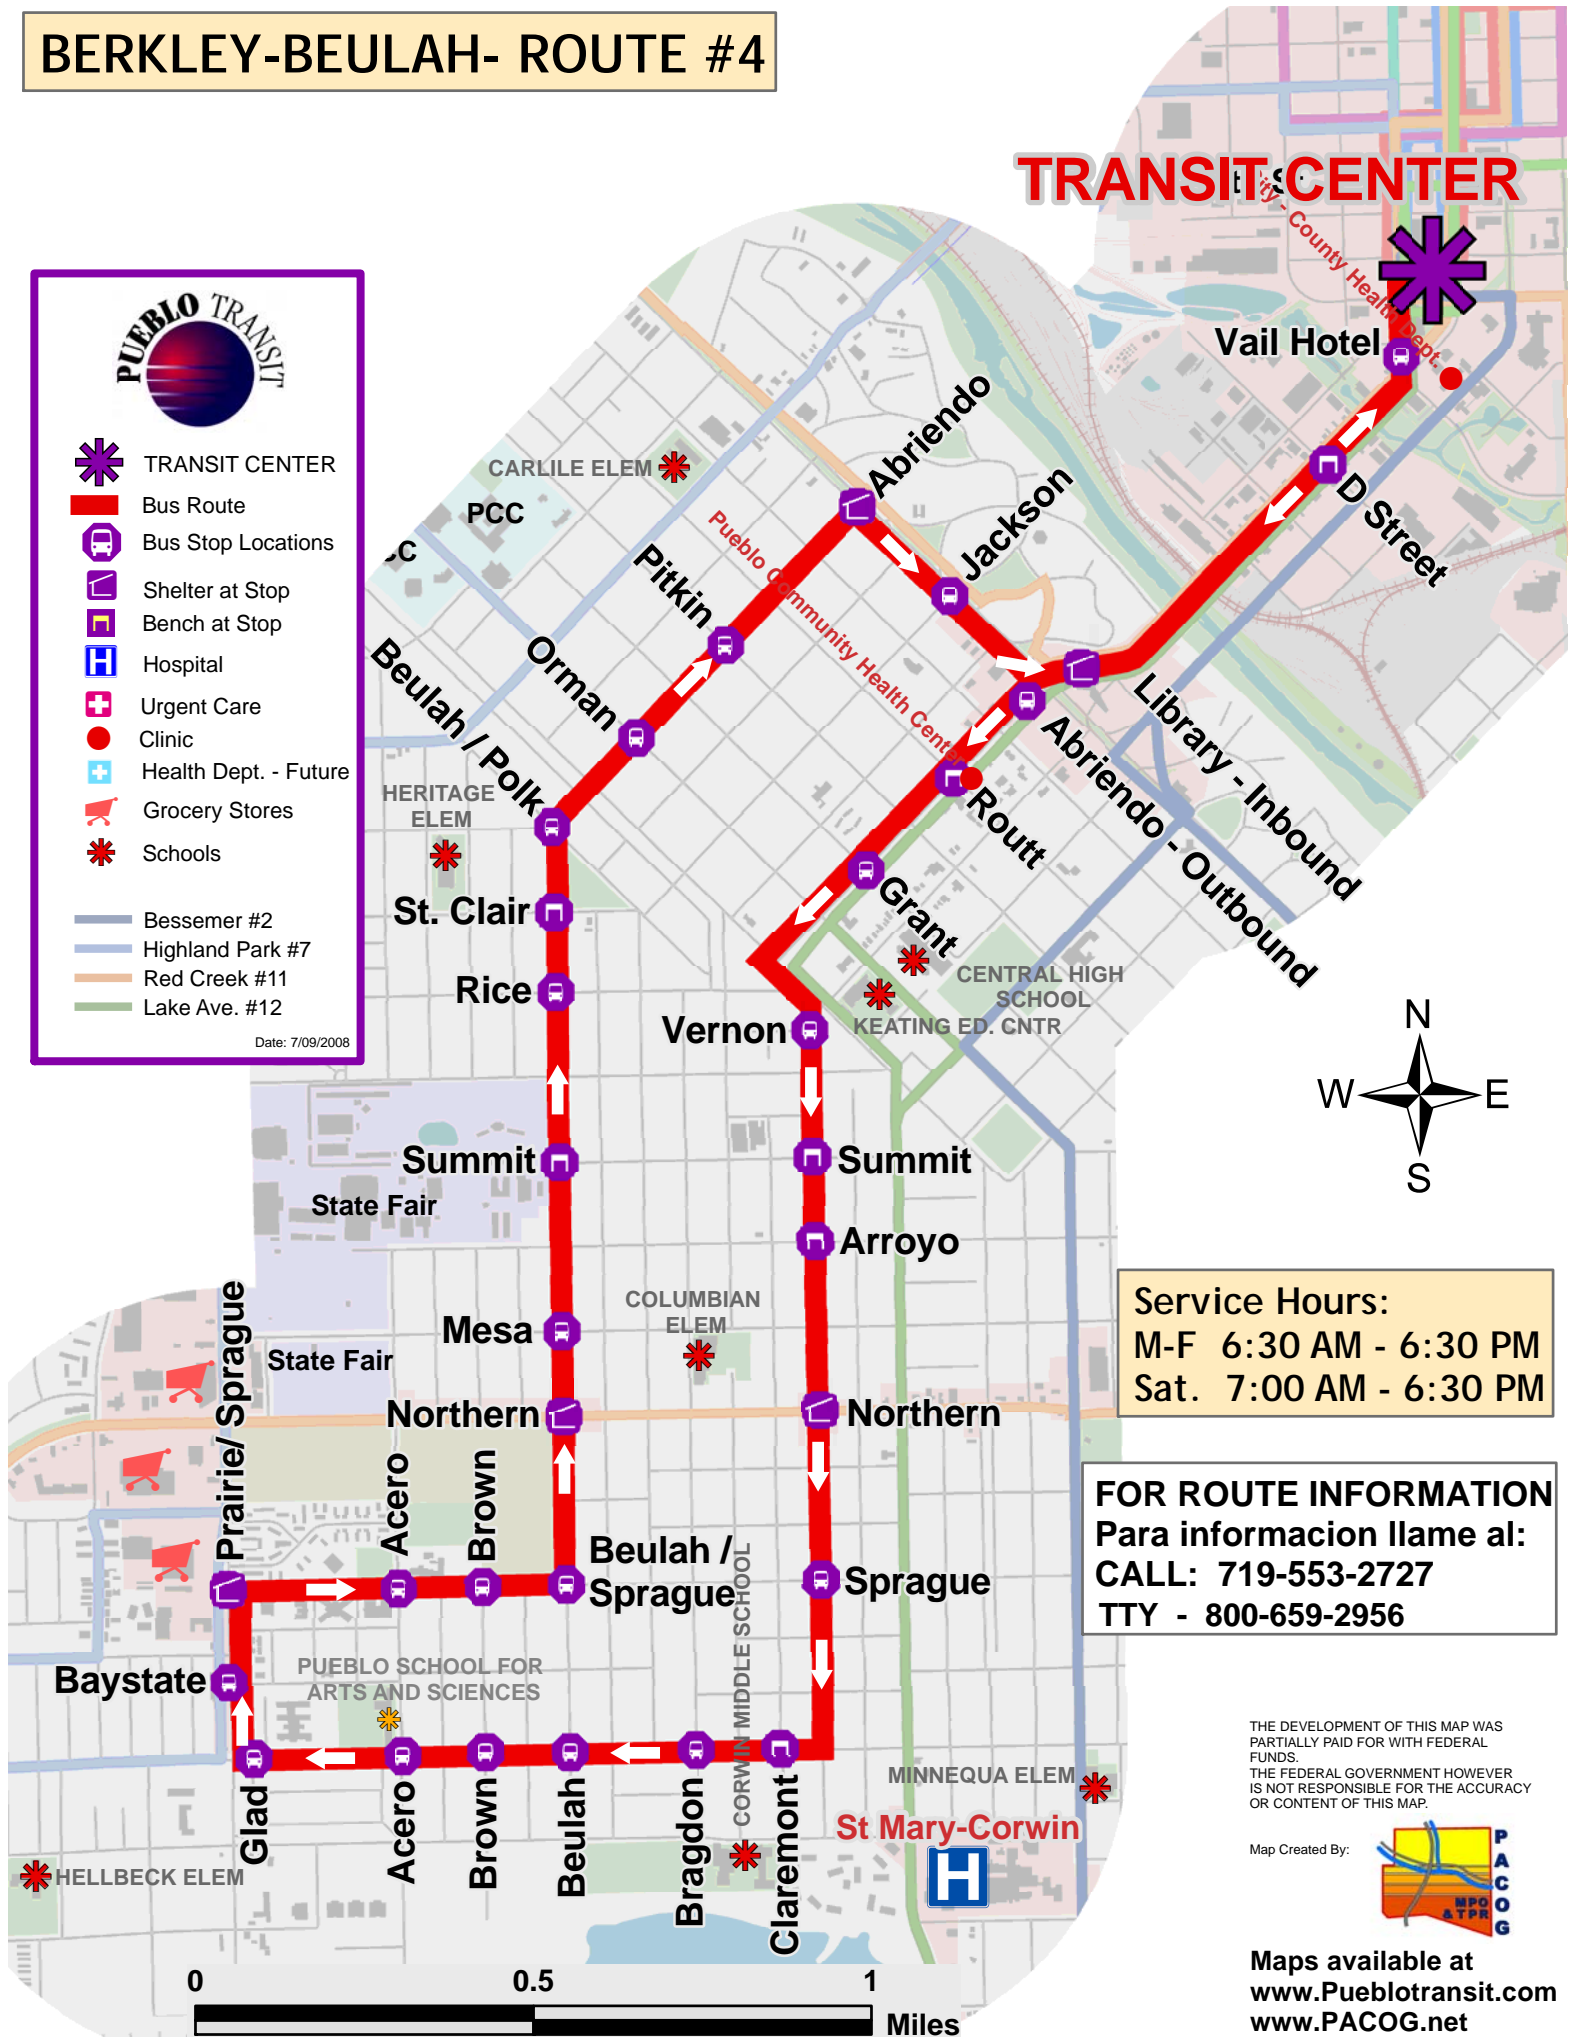 BERKLEY-BEULAH- ROUTE #4
TRANSIT CENTER
City - County Health Dept.
Vail Hotel
D Street
PUEBLO TRANSIT
TRANSIT CENTER
Bus Route
Bus Stop Locations
Shelter at Stop
Bench at Stop
Hospital
Urgent Care
Clinic
Health Dept. - Future
Grocery Stores
Schools
Bessemer #2
Highland Park #7
Red Creek #11
Lake Ave. #12
Date: 7/09/2008
CARLILE ELEM
PCC
Abriendo
Jackson
Pueblo Community Health Center
Pitkin
Orman
Beulah / Polk
Library - Inbound
Abriendo - Outbound
Routt
Grant
HERITAGE
ELEM
St. Clair
Rice
CENTRAL HIGH
SCHOOL
KEATING ED. CNTR
Vernon
N
W
E
S
Summit
Summit
State Fair
Arroyo
COLUMBIAN
ELEM
Mesa
State Fair
Northern
Northern
Prairie/ Sprague
Acero
Brown
Beulah /
Sprague
Sprague
Service Hours:
M-F 6:30 AM - 6:30 PM
Sat. 7:00 AM - 6:30 PM
FOR ROUTE INFORMATION
Para informacion llame al:
CALL: 719-553-2727
TTY - 800-659-2956
Baystate
PUEBLO SCHOOL FOR
ARTS AND SCIENCES
CORWIN MIDDLE SCHOOL
Glad
Acero
Brown
Beulah
Bragdon
Claremont
MINNEQUA ELEM
St Mary-Corwin
H
HELLBECK ELEM
THE DEVELOPMENT OF THIS MAP WAS
PARTIALLY PAID FOR WITH FEDERAL
FUNDS.
THE FEDERAL GOVERNMENT HOWEVER
IS NOT RESPONSIBLE FOR THE ACCURACY
OR CONTENT OF THIS MAP.
Map Created By:
PACOG
MPO
& TPR
Maps available at
www.Pueblotransit.com
www.PACOG.net
0 0.5 1
Miles